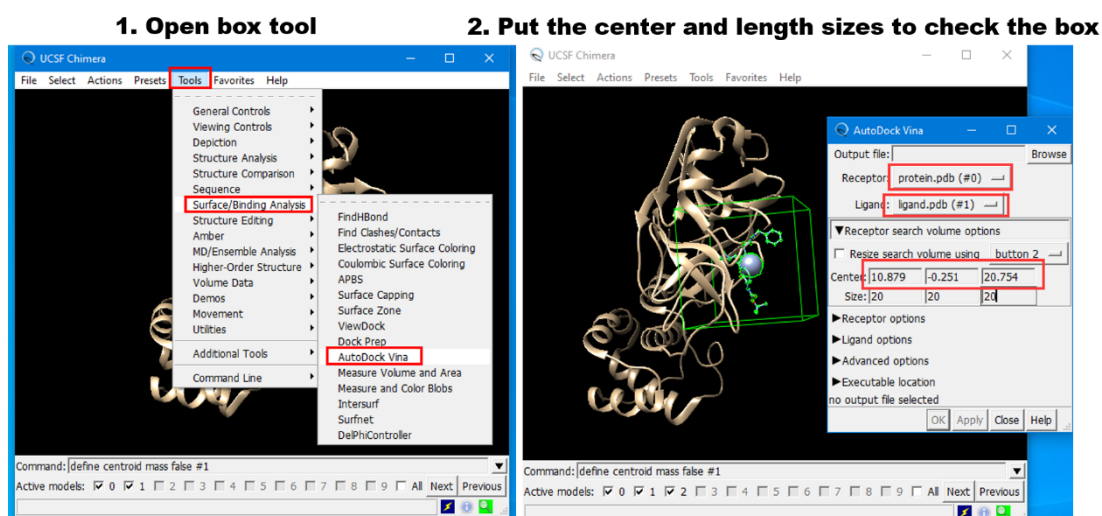 1. Open box tool
2. Put the center and length sizes to check the box
UCSF Chimera
File Select Actions Presets Tools Favorites Help
General Controls
Viewing Controls
Depiction
Structure Analysis
Structure Comparison
Sequence
Surface/Binding Analysis
Structure Editing
Amber
MD/Ensemble Analysis
Higher-Order Structure
Volume Data
Demos
Movement
Utilities
Additional Tools
Command Line
FindHBond
Find Clashes/Contacts
Electrostatic Surface Coloring
Coulombic Surface Coloring
APBS
Surface Capping
Surface Zone
ViewDock
Dock Prep
AutoDock Vina
Measure Volume and Area
Measure and Color Blobs
Intersurf
Surfnet
DelPhiController
Command: define centroid mass false #1
Active models: 0 1 2 3 4 5 6 7 8 9 All Next Previous
UCSF Chimera
File Select Actions Presets Tools Favorites Help
AutoDock Vina
Output file: Browse
Receptor: protein.pdb (#0)
Ligand: ligand.pdb (#1)
▼Receptor search volume options
Resize search volume using button 2
Center: 10.879 -0.251 20.754
Size: 20 20 20
►Receptor options
►Ligand options
►Advanced options
►Executable location
no output file selected
OK Apply Close Help
Command: define centroid mass false #1
Active models: 0 1 2 3 4 5 6 7 8 9 All Next Previous